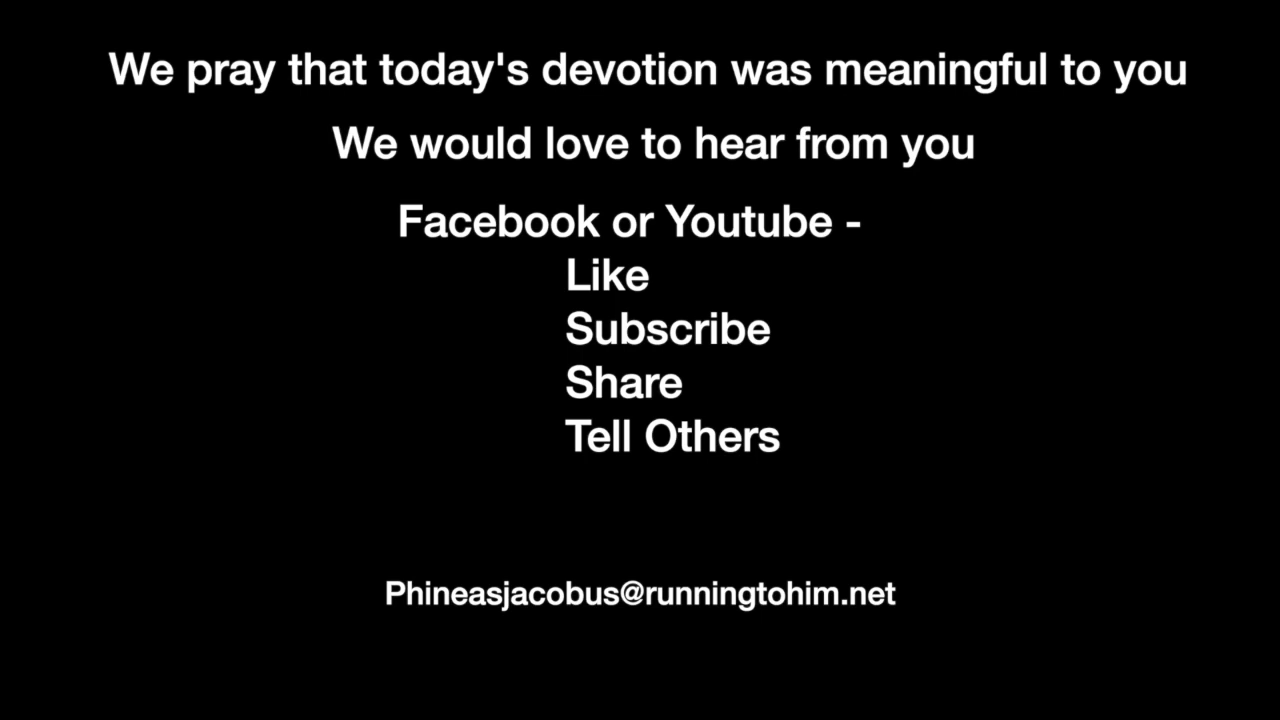 We pray that today's devotion was meaningful to you
We would love to hear from you
Facebook or Youtube -
Like
Subscribe
Share
Tell Others
Phineasjacobus@runningtohim.net